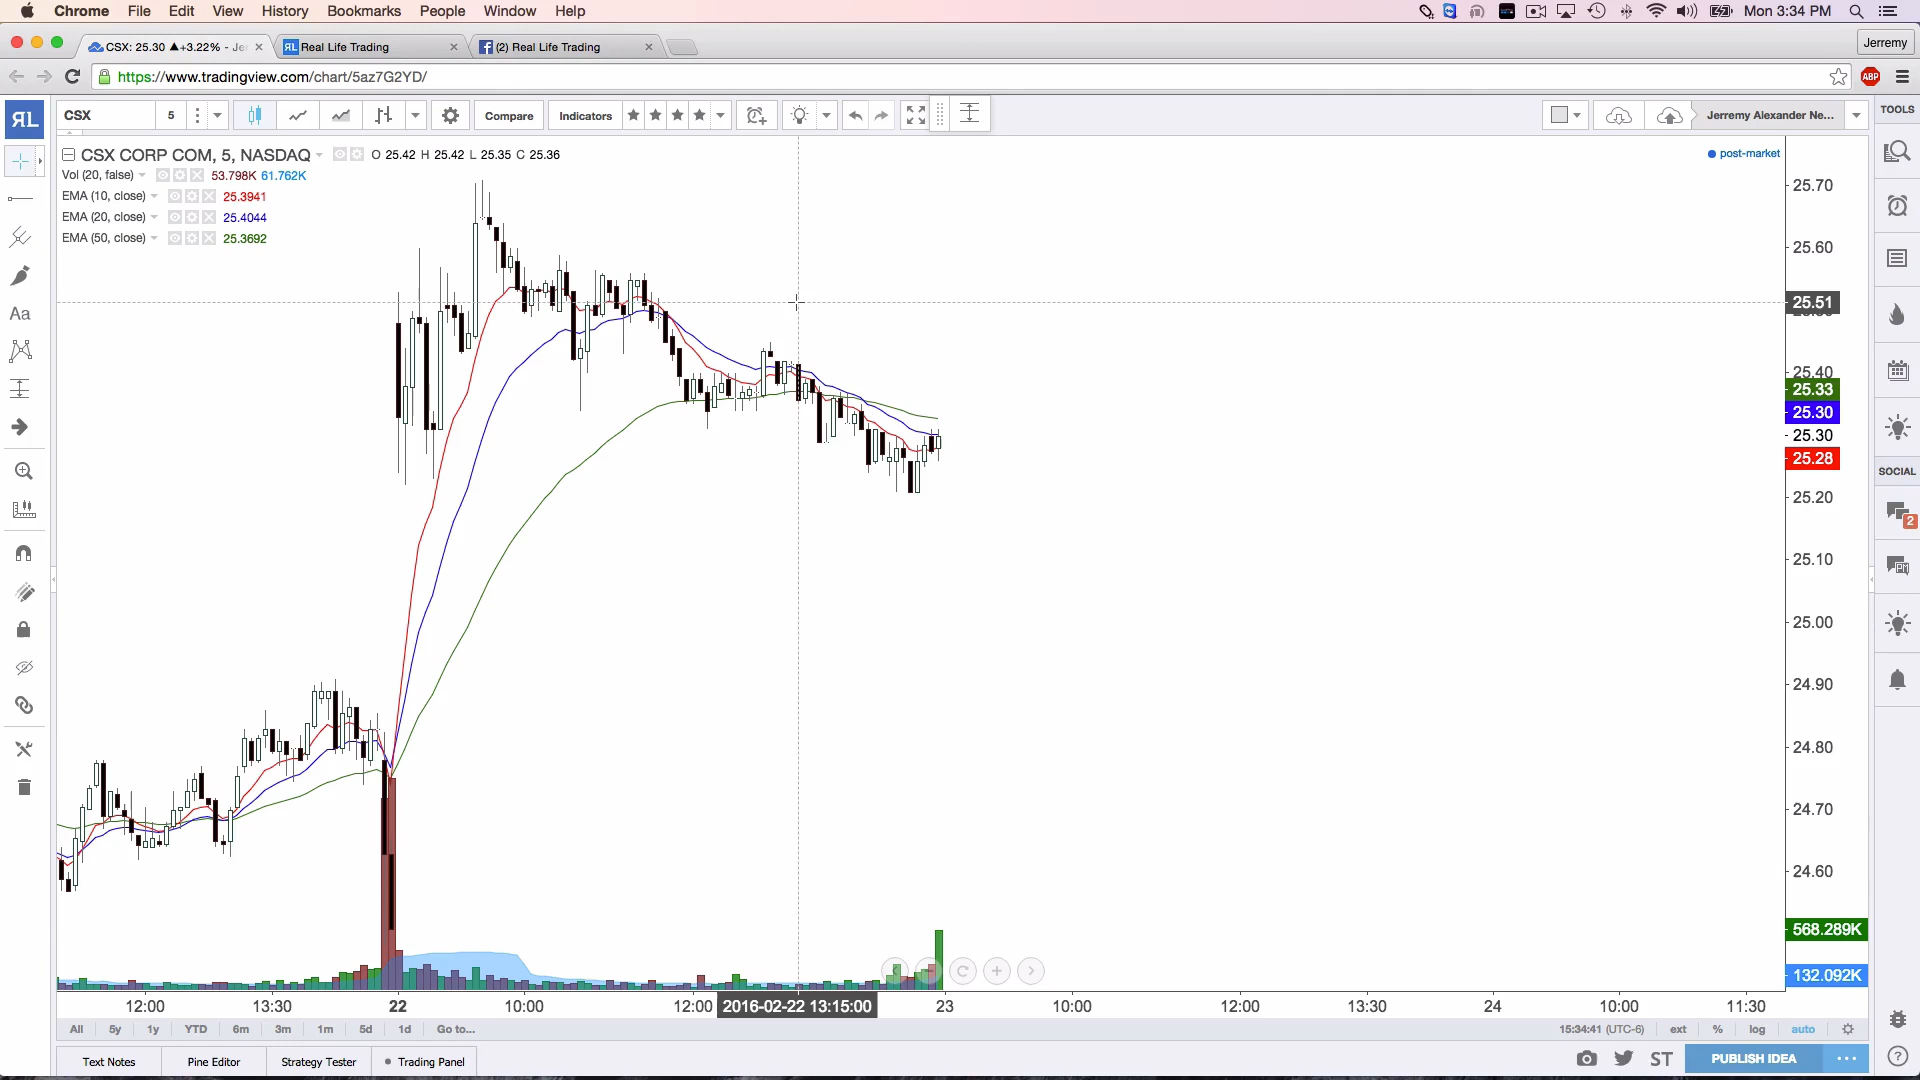 Chrome File Edit View History Bookmarks People Window Help Mon 3:34 PM
CSX: 25.30 ▲+3.22% - Je Real Life Trading (2) Real Life Trading Jerremy
https://www.tradingview.com/chart/5az7G2YD/ ABP
CSX 5 Compare Indicators Jerremy Alexander Ne... TOOLS
CSX CORP COM, 5, NASDAQ O 25.42 H 25.42 L 25.35 C 25.36 post-market
Vol (20, false) 53.798K 61.762K
EMA (10, close) 25.3941
EMA (20, close) 25.4044
EMA (50, close) 25.3692
25.70
25.60
25.51
25.40
25.33
25.30
25.30
25.28
25.20
25.10
25.00
24.90
24.80
24.70
24.60
568.289K
132.092K
SOCIAL
2
Aa
12:00 13:30 22 10:00 12:00 2016-02-22 13:15:00 23 10:00 12:00 13:30 24 10:00 11:30
All 5y 1y YTD 6m 3m 1m 5d 1d Go to... 15:34:41 (UTC-6) ext % log auto
Text Notes Pine Editor Strategy Tester Trading Panel ST PUBLISH IDEA ...